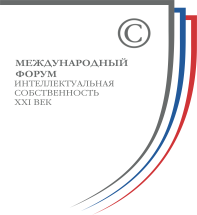 ©
МЕЖДУНАРОДНЫЙ
ФОРУМ
ИНТЕЛЛЕКТУАЛЬНАЯ
СОБСТВЕННОСТЬ
XXI ВЕК